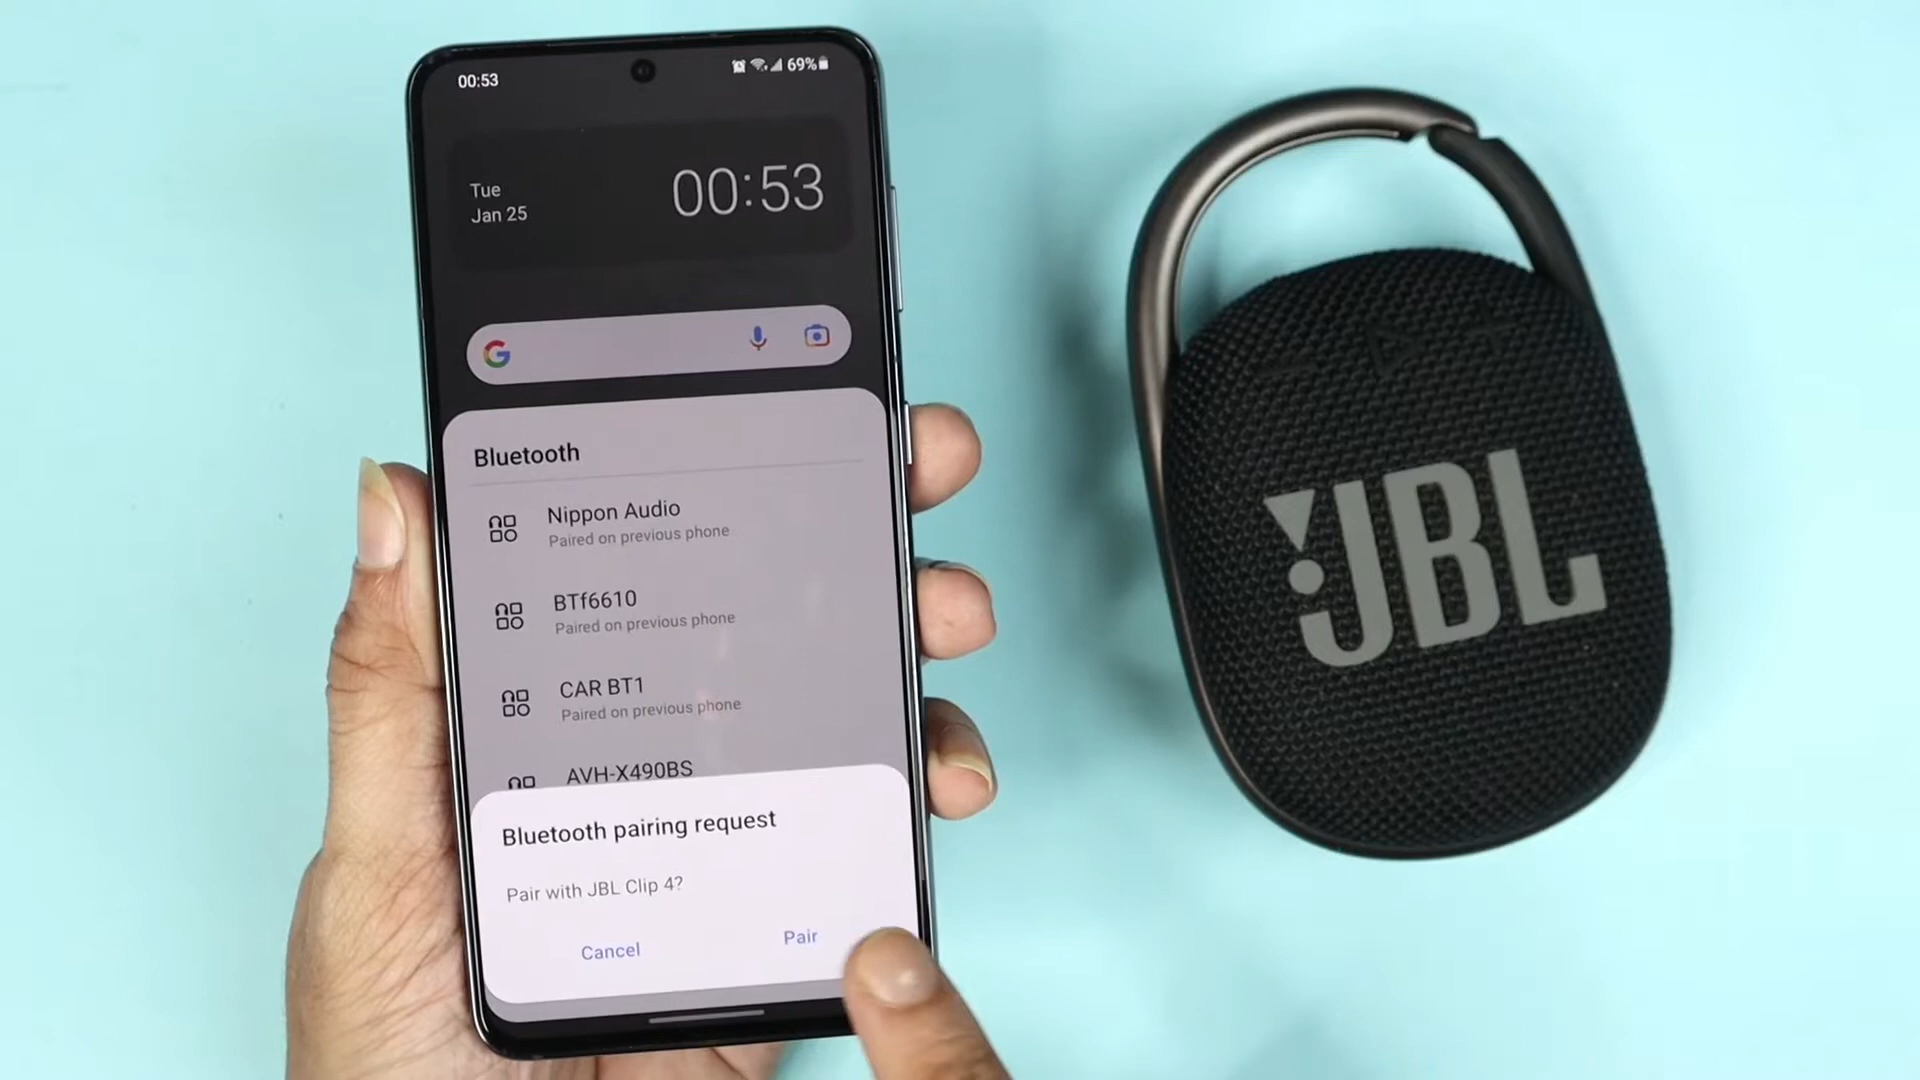 00:53
69%
Tue
Jan 25
00:53
G
Bluetooth
Nippon Audio
Paired on previous phone
BTf6610
Paired on previous phone
CAR BT1
Paired on previous phone
AVH-X490BS
Bluetooth pairing request
Pair with JBL Clip 4?
Cancel
Pair
JBL